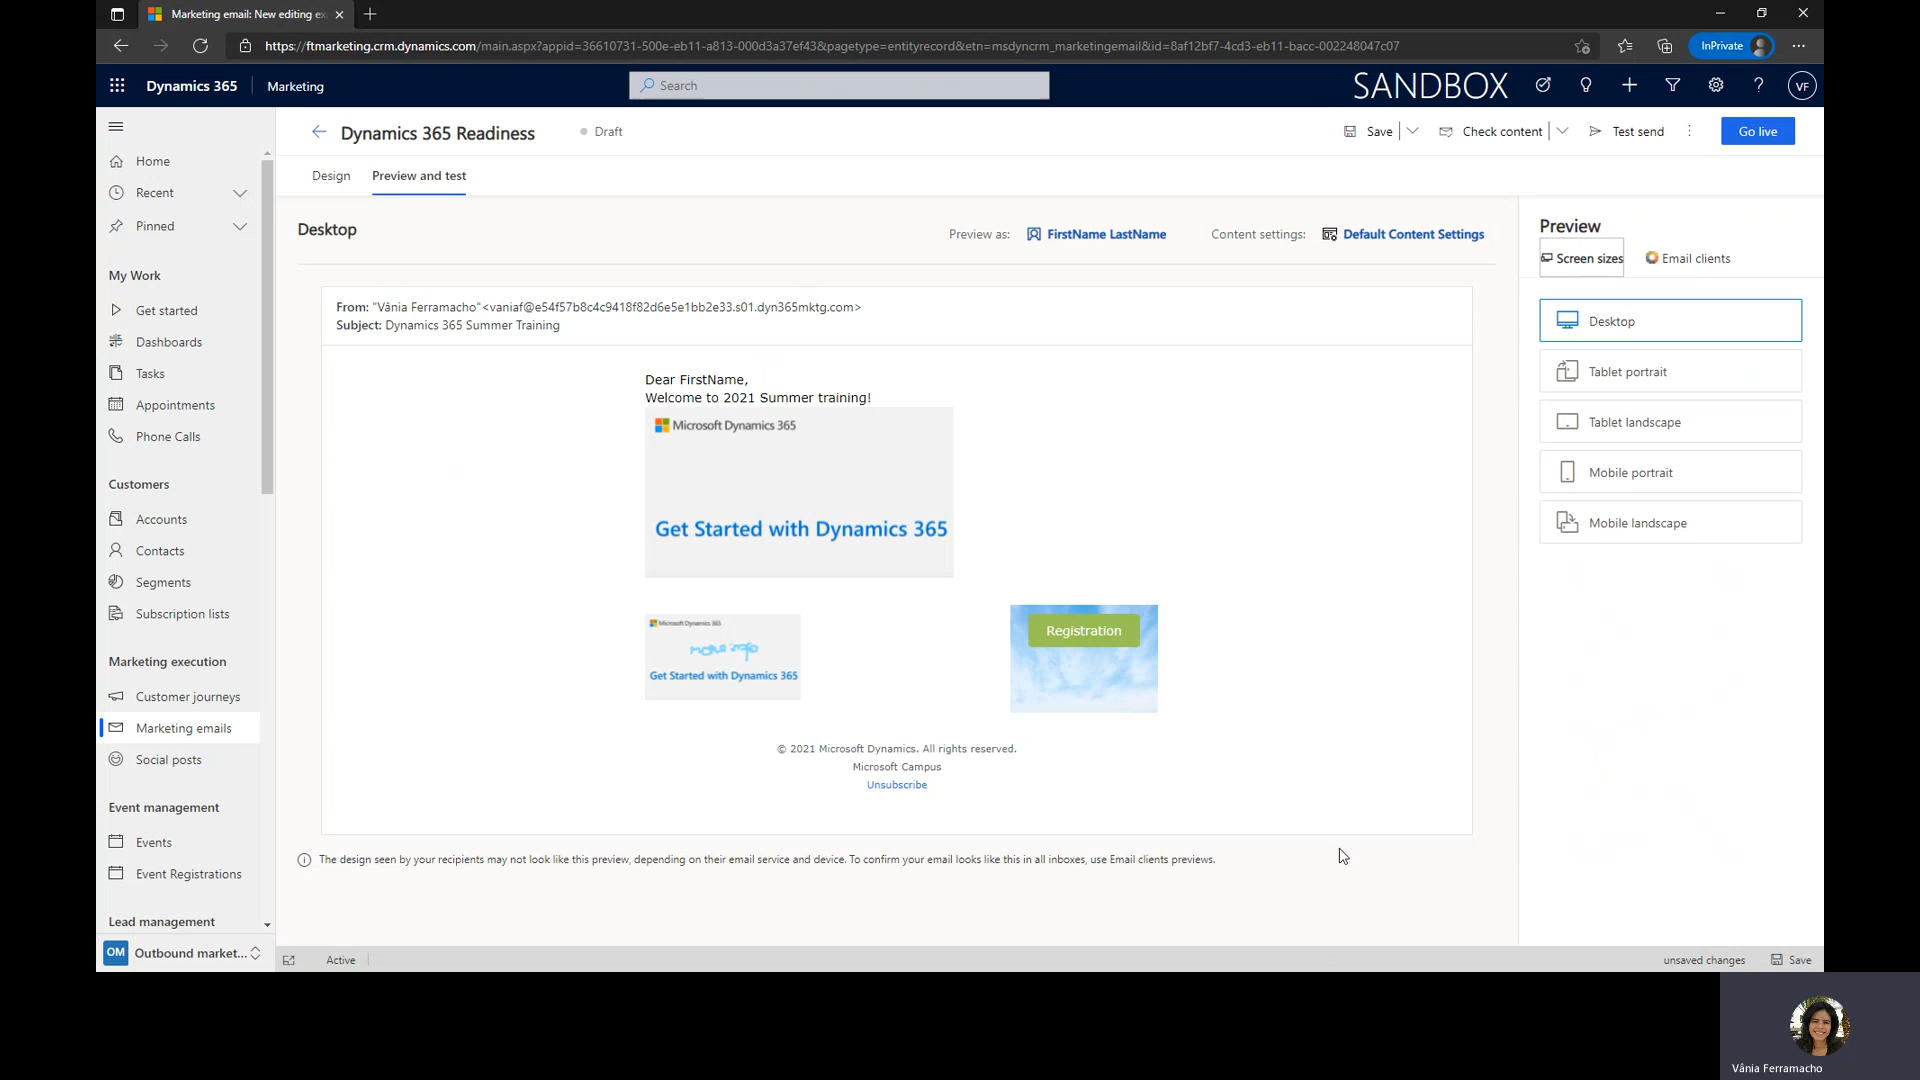 Marketing email: New editing ex
https://ftmarketing.crm.dynamics.com/main.aspx?appid=36610731-500e-eb11-a813-000d3a37ef43&pagetype=entityrecord&etn=msdyncrm_marketingemail&id=8af12bf7-4cd3-eb11-bacc-002248047c07
InPrivate
Dynamics 365
Marketing
Search
SANDBOX
VF
Dynamics 365 Readiness
Draft
Save
Check content
Test send
Go live
Design
Preview and test
Home
Recent
Pinned
My Work
Get started
Dashboards
Tasks
Appointments
Phone Calls
Customers
Accounts
Contacts
Segments
Subscription lists
Marketing execution
Customer journeys
Marketing emails
Social posts
Event management
Events
Event Registrations
Lead management
OM
Outbound market...
Desktop
Preview as:
FirstName LastName
Content settings:
Default Content Settings
From: "Vânia Ferramacho"<vaniaf@e54f57b8c4c9418f82d6e5e1bb2e33.s01.dyn365mktg.com>
Subject: Dynamics 365 Summer Training
Dear FirstName,
Welcome to 2021 Summer training!
Microsoft Dynamics 365
Get Started with Dynamics 365
Microsoft Dynamics 365
more info
Get Started with Dynamics 365
Registration
© 2021 Microsoft Dynamics. All rights reserved.
Microsoft Campus
Unsubscribe
The design seen by your recipients may not look like this preview, depending on their email service and device. To confirm your email looks like this in all inboxes, use Email clients previews.
Preview
Screen sizes
Email clients
Desktop
Tablet portrait
Tablet landscape
Mobile portrait
Mobile landscape
Active
unsaved changes
Save
Vânia Ferramacho